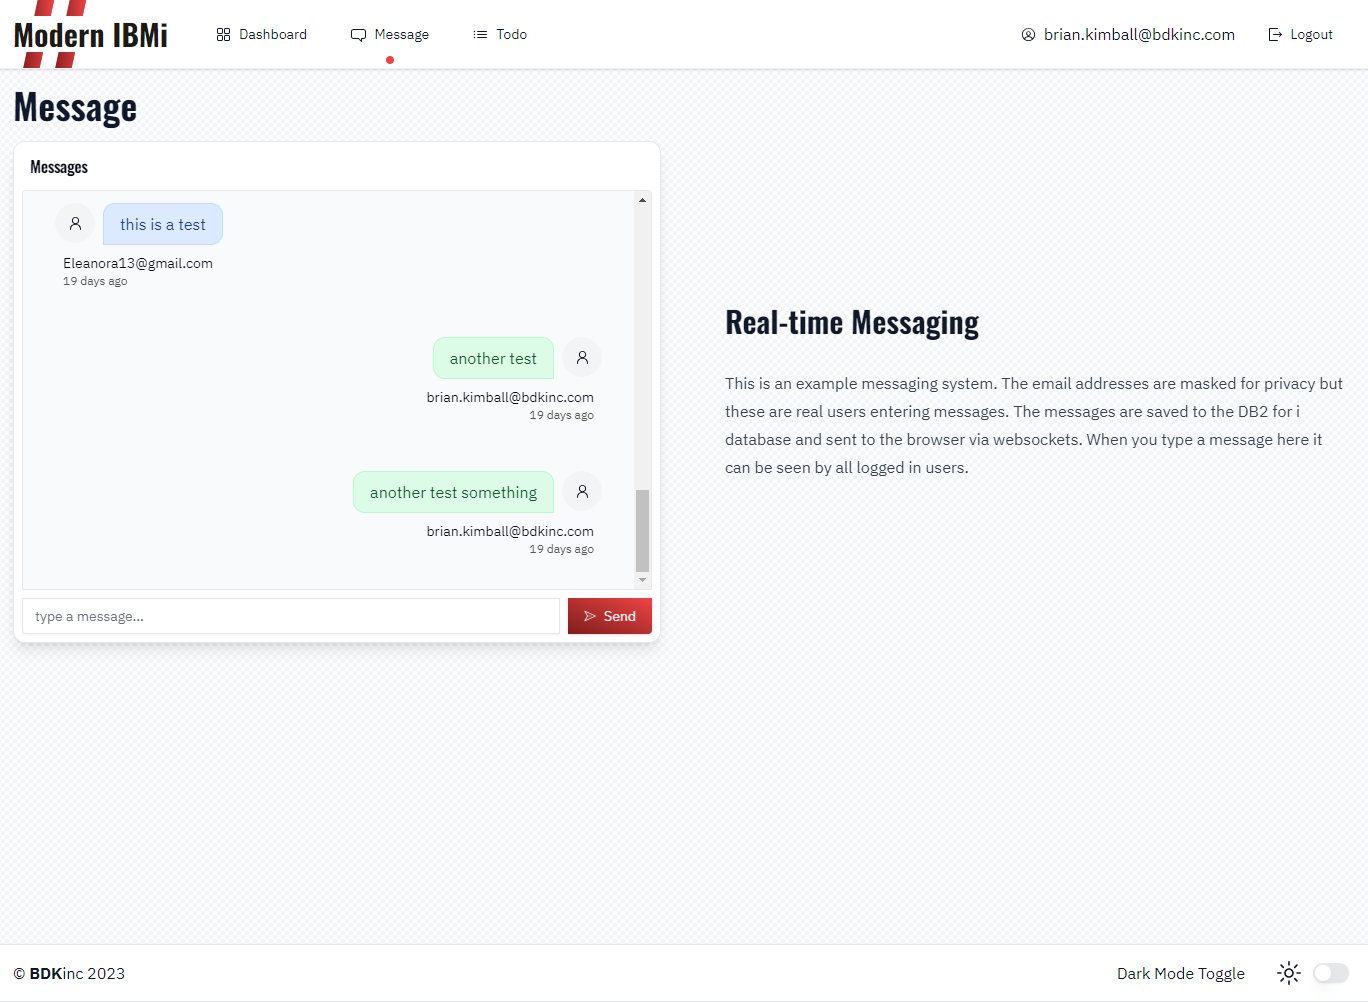 Modern IBMi
Dashboard
Message
Todo
brian.kimball@bdkinc.com
Logout
Message
Messages
this is a test
Eleanora13@gmail.com
19 days ago
another test
brian.kimball@bdkinc.com
19 days ago
another test something
brian.kimball@bdkinc.com
19 days ago
type a message...
Send
Real-time Messaging
This is an example messaging system. The email addresses are masked for privacy but
these are real users entering messages. The messages are saved to the DB2 for i
database and sent to the browser via websockets. When you type a message here it
can be seen by all logged in users.
© BDKinc 2023
Dark Mode Toggle